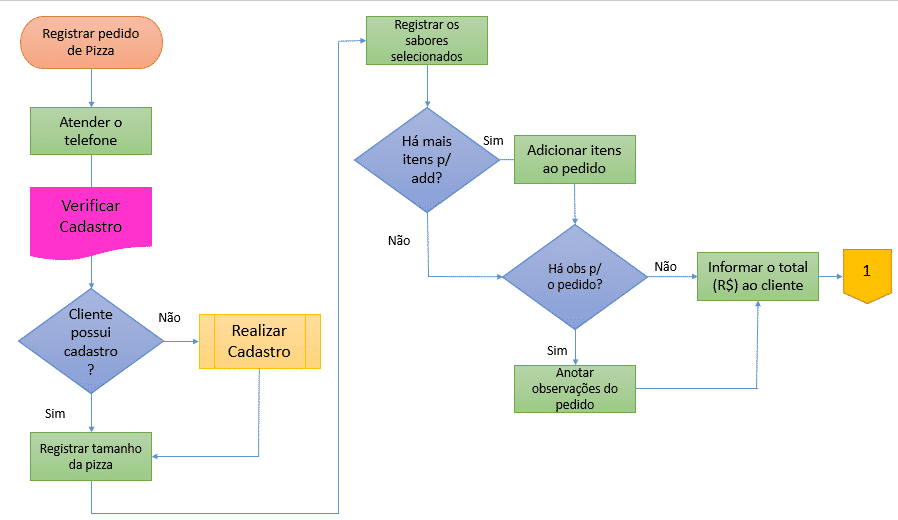 Registrar pedido
de Pizza
Atender o
telefone
Verificar
Cadastro
Cliente
possui
cadastro
?
Não
Realizar
Cadastro
Sim
Registrar tamanho
da pizza
Registrar os
sabores
selecionados
Há mais
itens p/
add?
Sim
Adicionar itens
ao pedido
Não
Há obs p/
o pedido?
Não
Informar o total
(R$) ao cliente
1
Sim
Anotar
observações do
pedido